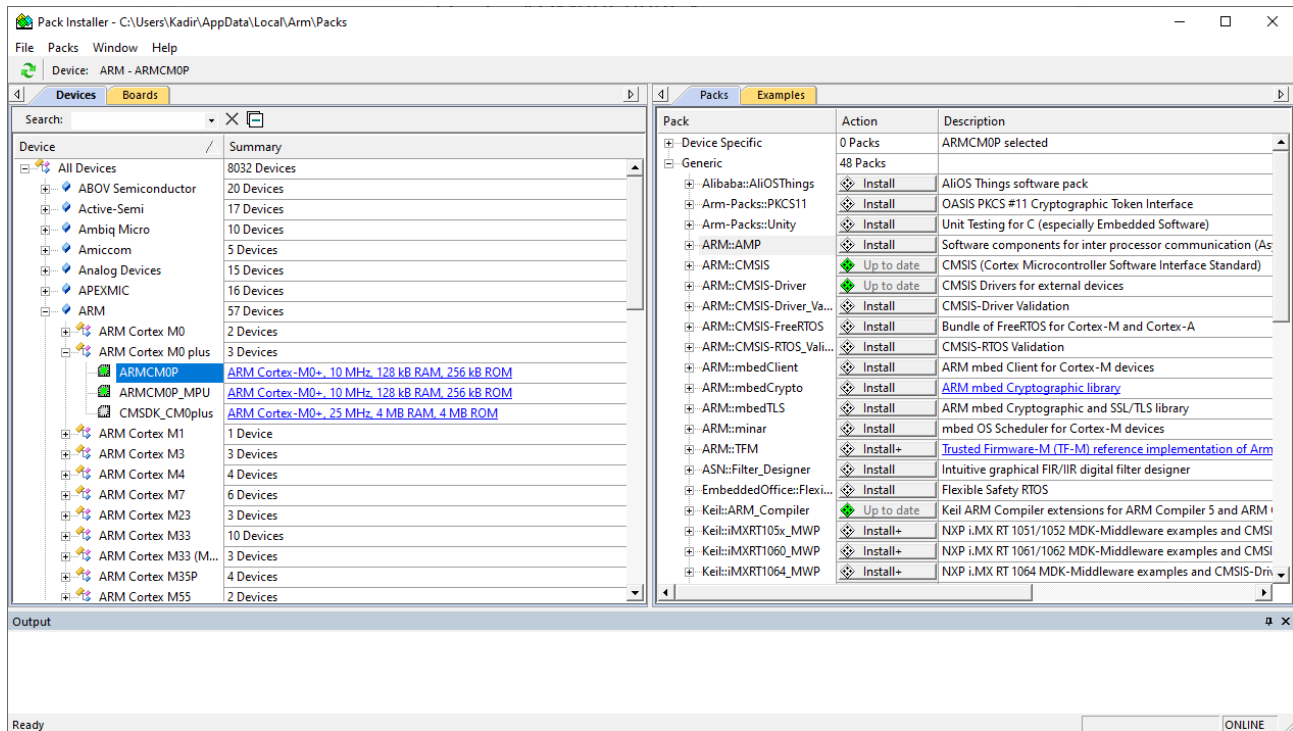 Pack Installer - C:\Users\Kadir\AppData\Local\Arm\Packs
File Packs Window Help
Device: ARM - ARMCM0P
Devices Boards
Search:
Device / Summary
All Devices 8032 Devices
ABOV Semiconductor 20 Devices
Active-Semi 17 Devices
Ambiq Micro 10 Devices
Amiccom 5 Devices
Analog Devices 15 Devices
APEXMIC 16 Devices
ARM 57 Devices
ARM Cortex M0 2 Devices
ARM Cortex M0 plus 3 Devices
ARMCM0P ARM Cortex-M0+, 10 MHz, 128 kB RAM, 256 kB ROM
ARMCM0P_MPU ARM Cortex-M0+, 10 MHz, 128 kB RAM, 256 kB ROM
CMSDK_CM0plus ARM Cortex-M0+, 25 MHz, 4 MB RAM, 4 MB ROM
ARM Cortex M1 1 Device
ARM Cortex M3 3 Devices
ARM Cortex M4 4 Devices
ARM Cortex M7 6 Devices
ARM Cortex M23 3 Devices
ARM Cortex M33 10 Devices
ARM Cortex M33 (M... 3 Devices
ARM Cortex M35P 4 Devices
ARM Cortex M55 2 Devices
Packs Examples
Pack Action Description
Device Specific 0 Packs ARMCM0P selected
Generic 48 Packs
Alibaba::AliOSThings Install AliOS Things software pack
Arm-Packs::PKCS11 Install OASIS PKCS #11 Cryptographic Token Interface
Arm-Packs::Unity Install Unit Testing for C (especially Embedded Software)
ARM::AMP Install Software components for inter processor communication (As
ARM::CMSIS Up to date CMSIS (Cortex Microcontroller Software Interface Standard)
ARM::CMSIS-Driver Up to date CMSIS Drivers for external devices
ARM::CMSIS-Driver_Va... Install CMSIS-Driver Validation
ARM::CMSIS-FreeRTOS Install Bundle of FreeRTOS for Cortex-M and Cortex-A
ARM::CMSIS-RTOS_Vali... Install CMSIS-RTOS Validation
ARM::mbedClient Install ARM mbed Client for Cortex-M devices
ARM::mbedCrypto Install ARM mbed Cryptographic library
ARM::mbedTLS Install ARM mbed Cryptographic and SSL/TLS library
ARM::minar Install mbed OS Scheduler for Cortex-M devices
ARM::TFM Install+ Trusted Firmware-M (TF-M) reference implementation of Arm
ASN::Filter_Designer Install Intuitive graphical FIR/IIR digital filter designer
EmbeddedOffice::Flexi... Install Flexible Safety RTOS
Keil::ARM_Compiler Up to date Keil ARM Compiler extensions for ARM Compiler 5 and ARM
Keil::iMXRT105x_MWP Install+ NXP i.MX RT 1051/1052 MDK-Middleware examples and CMSI
Keil::iMXRT1060_MWP Install+ NXP i.MX RT 1061/1062 MDK-Middleware examples and CMSI
Keil::iMXRT1064_MWP Install+ NXP i.MX RT 1064 MDK-Middleware examples and CMSIS-Driv
Output
Ready ONLINE